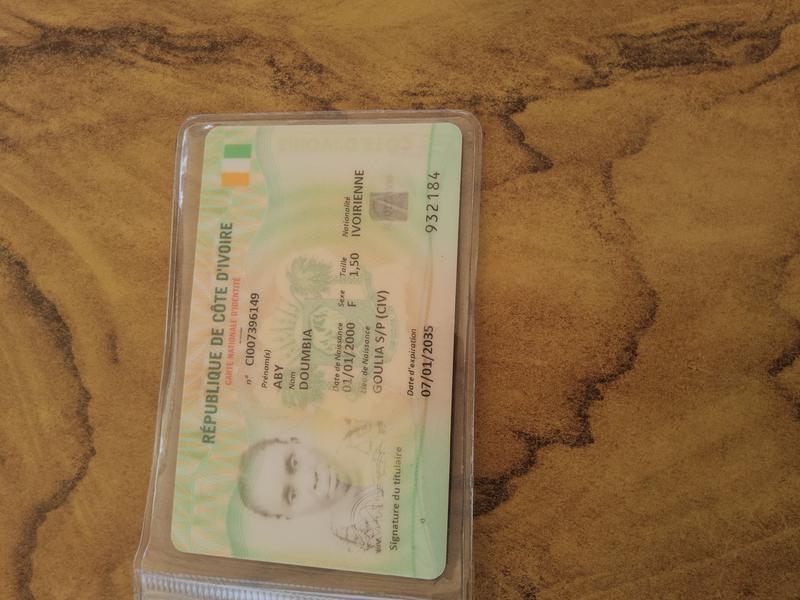 RÉPUBLIQUE DE CÔTE D'IVOIRE
CARTE NATIONALE D'IDENTITÉ
n° CI007396149
Prénom(s)
ABY
Nom
DOUMBIA
Date de Naissance Sexe Taille Nationalité
01/01/2000 F 1,50 IVOIRIENNE
Lieu de Naissance
GOULIA S/P (CIV)
Date d'expiration
07/01/2035
932184
Signature du titulaire